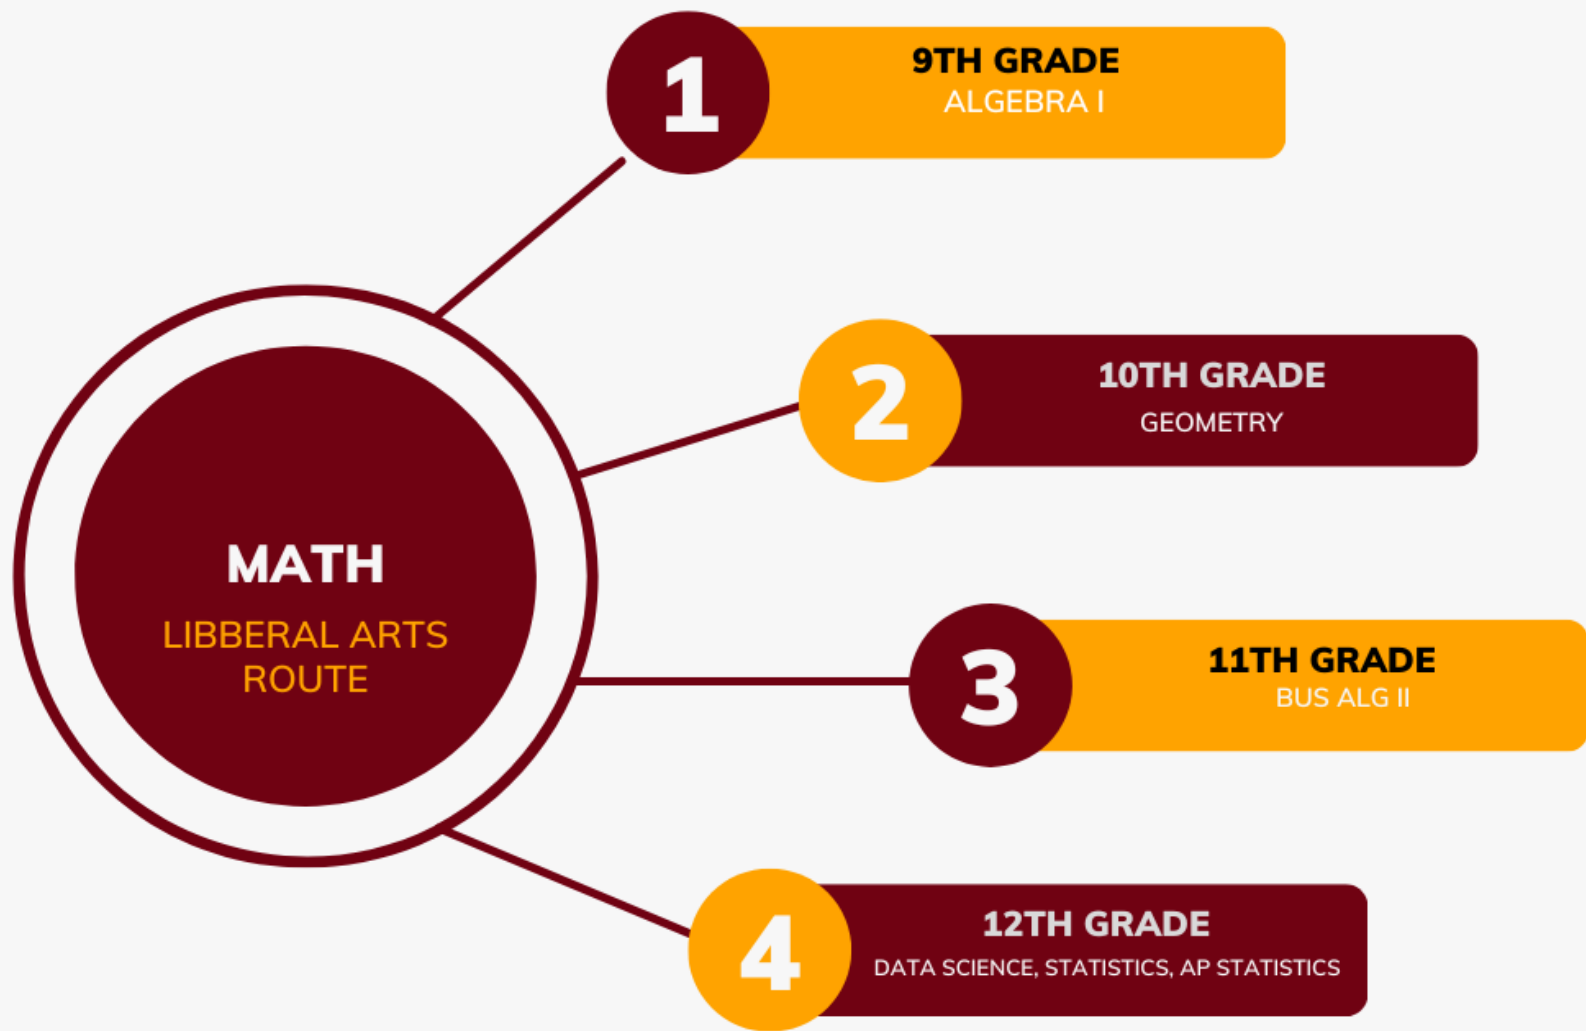 1
9TH GRADE
ALGEBRA I
2
10TH GRADE
GEOMETRY
MATH
LIBBERAL ARTS
ROUTE
3
11TH GRADE
BUS ALG II
4
12TH GRADE
DATA SCIENCE, STATISTICS, AP STATISTICS